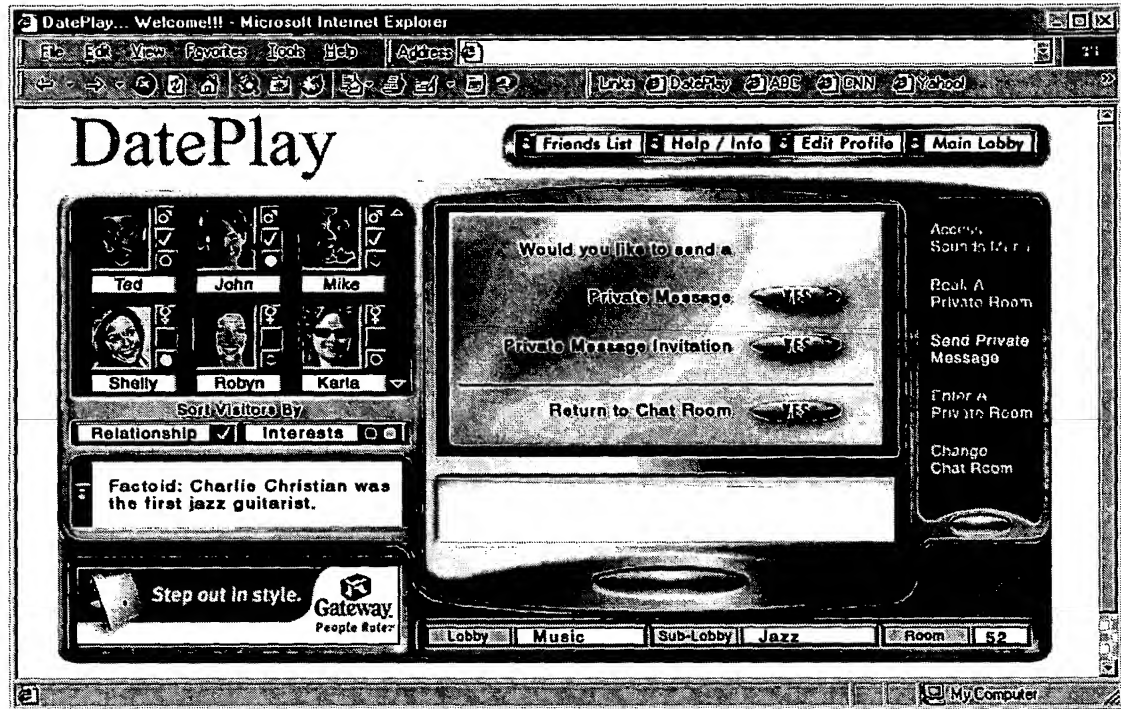 DatePlay... Welcome!!! - Microsoft Internet Explorer
File Edit View Favorites Tools Help Address
Links DatePlay ABC CNN Yahoo!
DatePlay
Friends List Help / Info Edit Profile Main Lobby
Ted John Mike
Shelly Robyn Karla
Sort Visitors By
Relationship Interests
Factoid: Charlie Christian was
the first jazz guitarist.
Step out in style.
Gateway
Would you like to send a
Private Message YES
Private Message Invitation YES
Return to Chat Room YES
Access
Book A
Private Room
Send Private
Message
Enter A
Private Room
Change
Chat Room
Lobby Music Sub-Lobby Jazz Room 52
My Computer